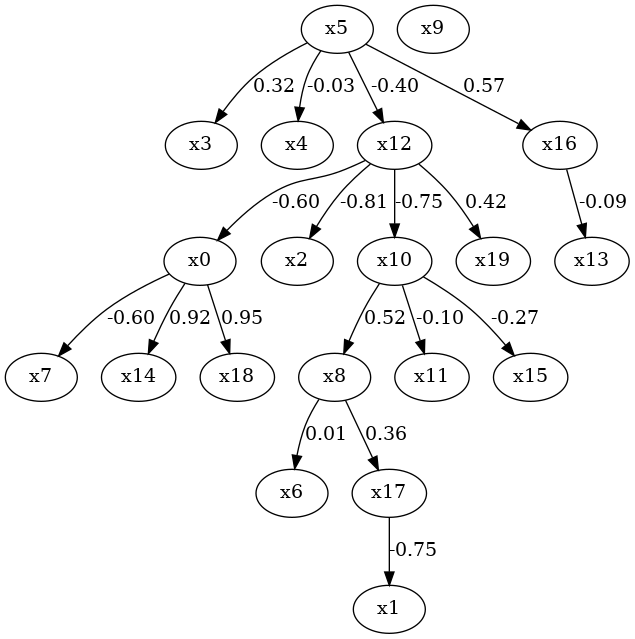 x5 x9
0.32 -0.03 -0.40 0.57
x3 x4 x12 x16
-0.60 -0.81 -0.75 0.42 -0.09
x0 x2 x10 x19 x13
-0.60 0.92 0.95 0.52 -0.10 -0.27
x7 x14 x18 x8 x11 x15
0.01 0.36
x6 x17
-0.75
x1